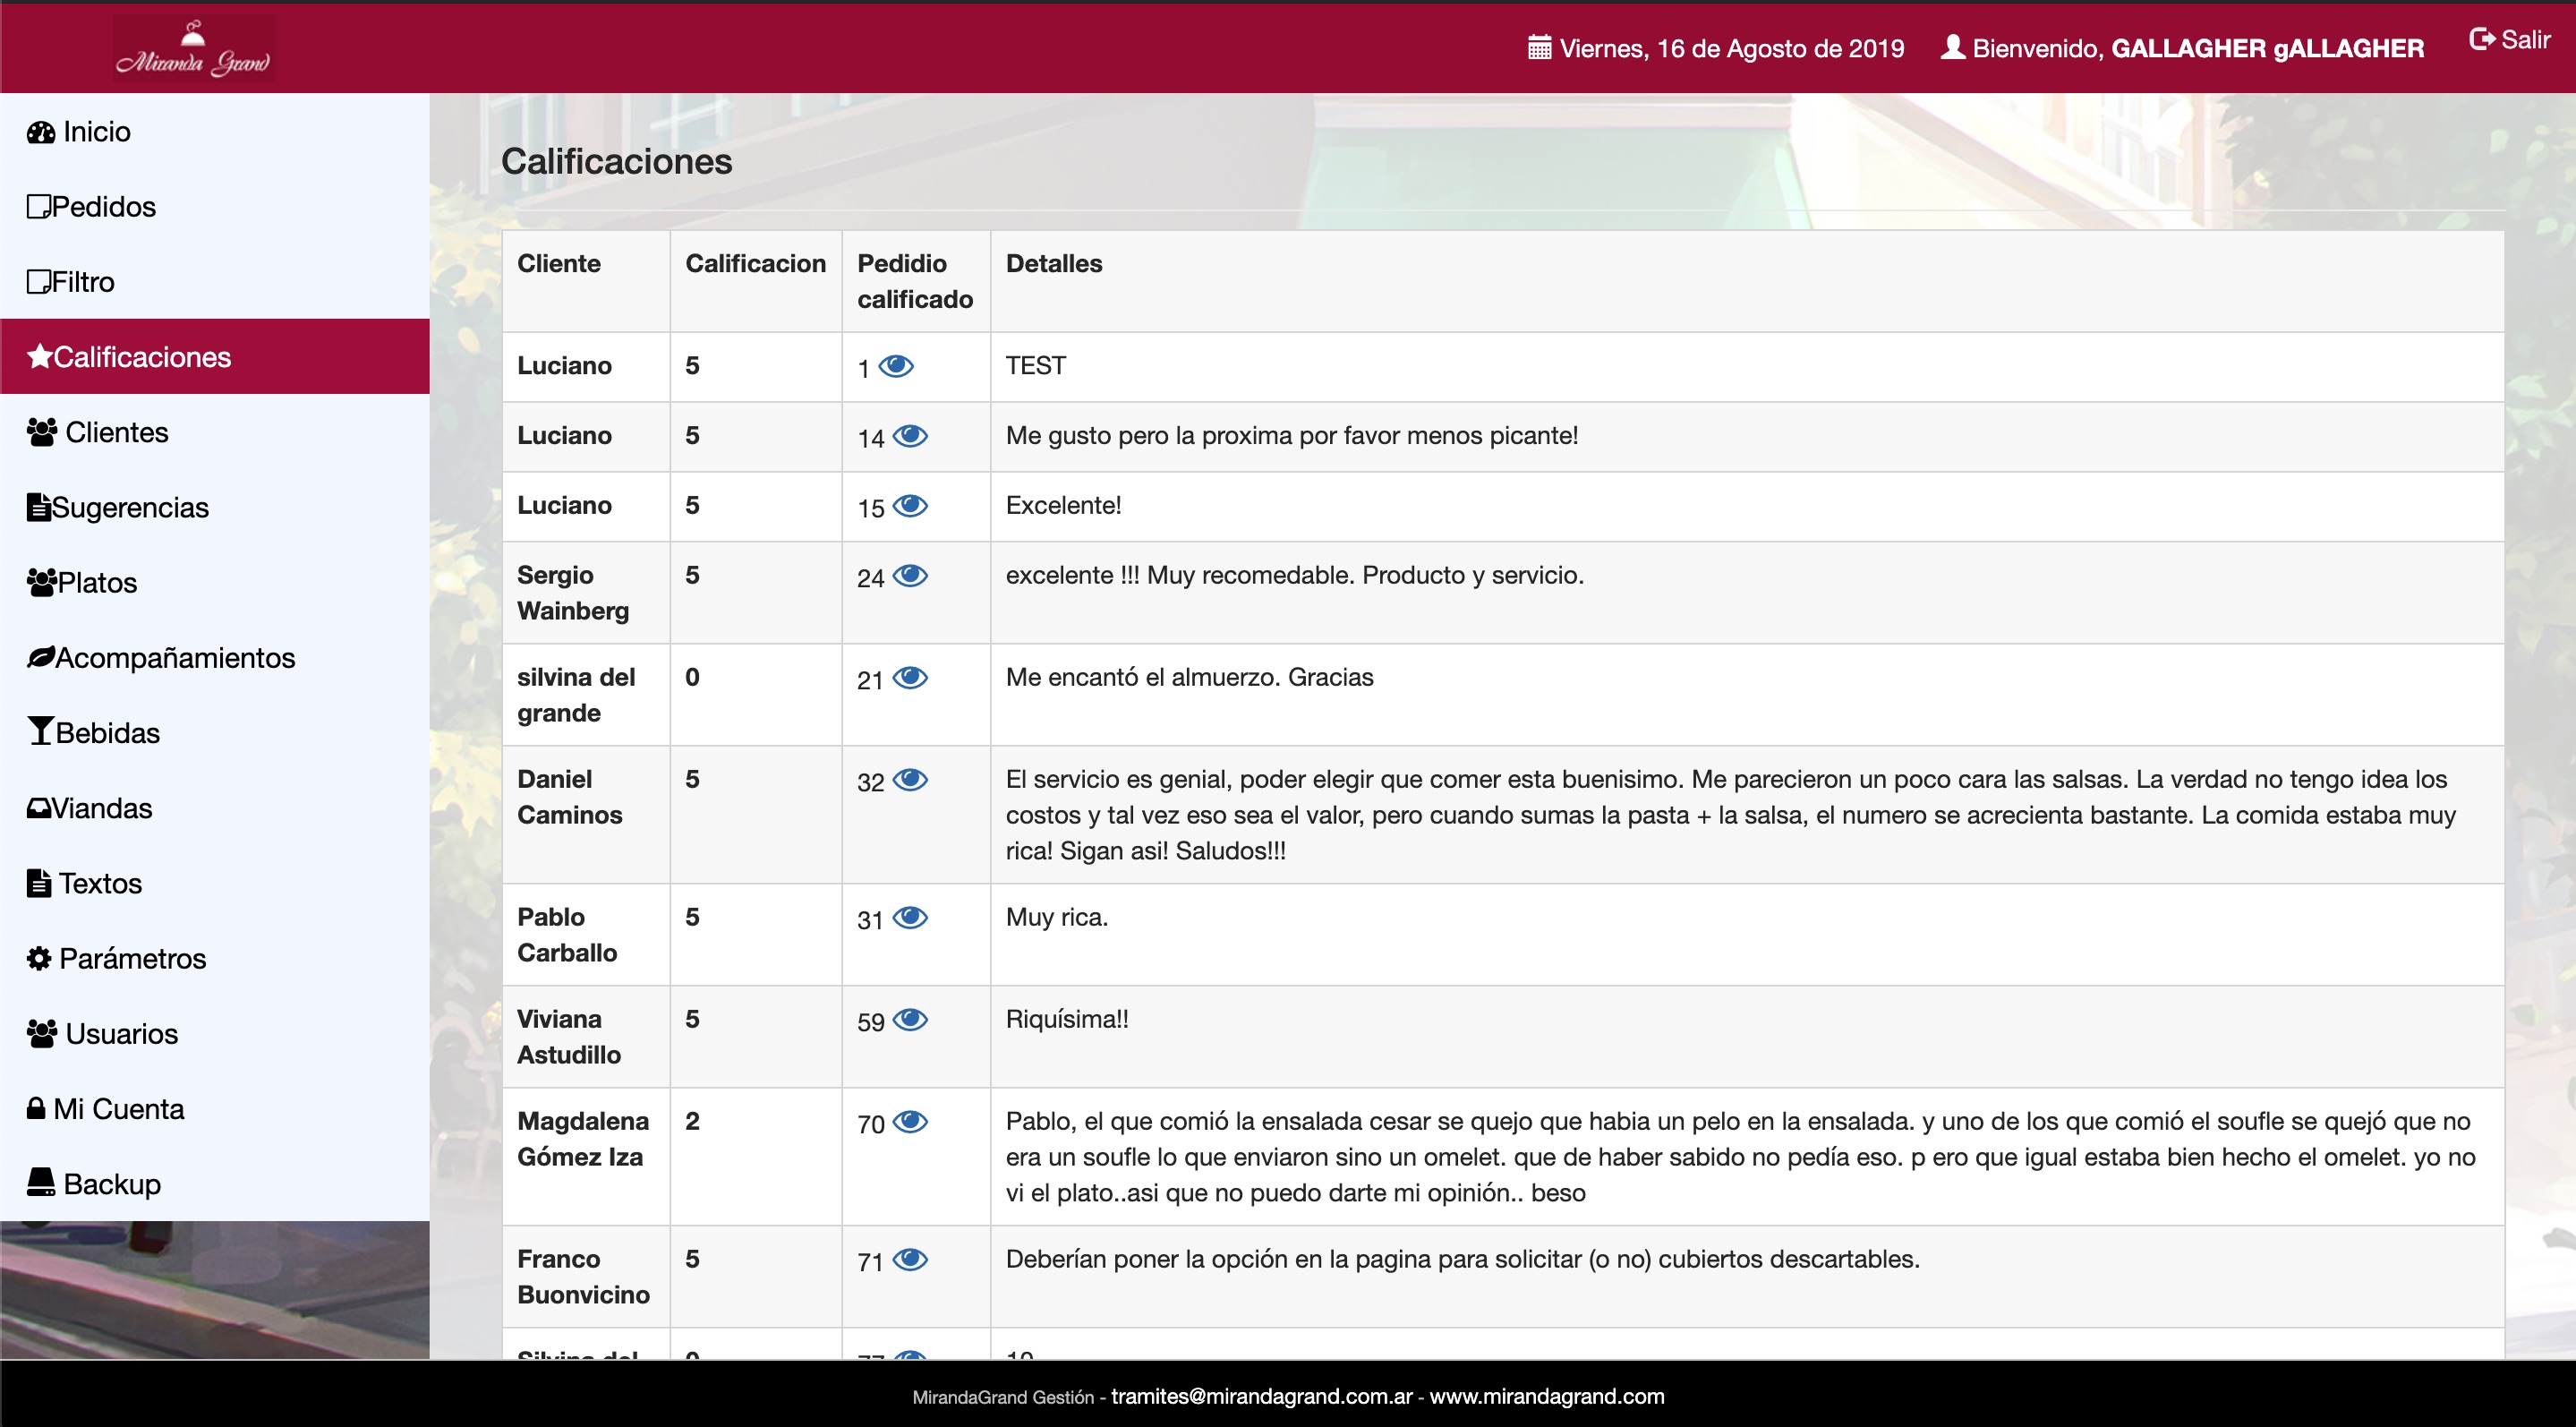 Miranda Grand
Viernes, 16 de Agosto de 2019 Bienvenido, GALLAGHER gALLAGHER Salir
Inicio
Pedidos
Filtro
Calificaciones
Clientes
Sugerencias
Platos
Acompañamientos
Bebidas
Viandas
Textos
Parámetros
Usuarios
Mi Cuenta
Backup
Calificaciones
Cliente Calificacion Pedidio calificado Detalles
Luciano 5 1 TEST
Luciano 5 14 Me gusto pero la proxima por favor menos picante!
Luciano 5 15 Excelente!
Sergio Wainberg 5 24 excelente !!! Muy recomedable. Producto y servicio.
silvina del grande 0 21 Me encantó el almuerzo. Gracias
Daniel Caminos 5 32 El servicio es genial, poder elegir que comer esta buenisimo. Me parecieron un poco cara las salsas. La verdad no tengo idea los
costos y tal vez eso sea el valor, pero cuando sumas la pasta + la salsa, el numero se acrecienta bastante. La comida estaba muy
rica! Sigan asi! Saludos!!!
Pablo Carballo 5 31 Muy rica.
Viviana Astudillo 5 59 Riquísima!!
Magdalena Gómez Iza 2 70 Pablo, el que comió la ensalada cesar se quejo que habia un pelo en la ensalada. y uno de los que comió el soufle se quejó que no
era un soufle lo que enviaron sino un omelet. que de haber sabido no pedía eso. p ero que igual estaba bien hecho el omelet. yo no
vi el plato..asi que no puedo darte mi opinión.. beso
Franco Buonvicino 5 71 Deberían poner la opción en la pagina para solicitar (o no) cubiertos descartables.
Silvina del 0 77 10
MirandaGrand Gestión - tramites@mirandagrand.com.ar - www.mirandagrand.com